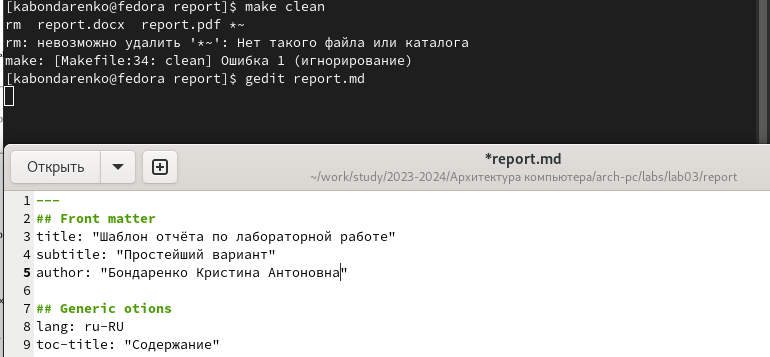 [kabondarenko@fedora report]$ make clean
rm  report.docx  report.pdf *~
rm: невозможно удалить '*~': Нет такого файла или каталога
make: [Makefile:34: clean] Ошибка 1 (игнорирование)
[kabondarenko@fedora report]$ gedit report.md
Открыть
*report.md
~/work/study/2023-2024/Архитектура компьютера/arch-pc/labs/lab03/report
1 ---
2 ## Front matter
3 title: "Шаблон отчёта по лабораторной работе"
4 subtitle: "Простейший вариант"
5 author: "Бондаренко Кристина Антоновна"
6
7 ## Generic otions
8 lang: ru-RU
9 toc-title: "Содержание"